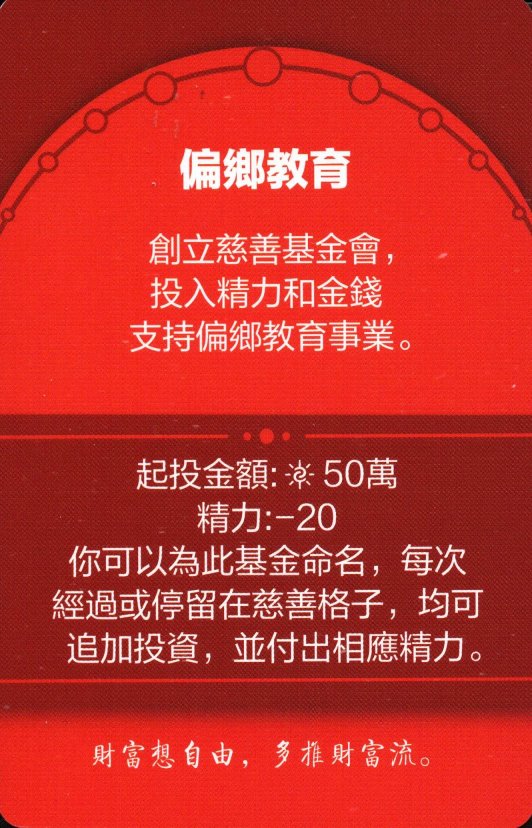 偏鄉教育
創立慈善基金會，
投入精力和金錢
支持偏鄉教育事業。
起投金額: 50萬
精力:−20
你可以為此基金命名，每次
經過或停留在慈善格子，均可
追加投資，並付出相應精力。
財富想自由，多推財富流。